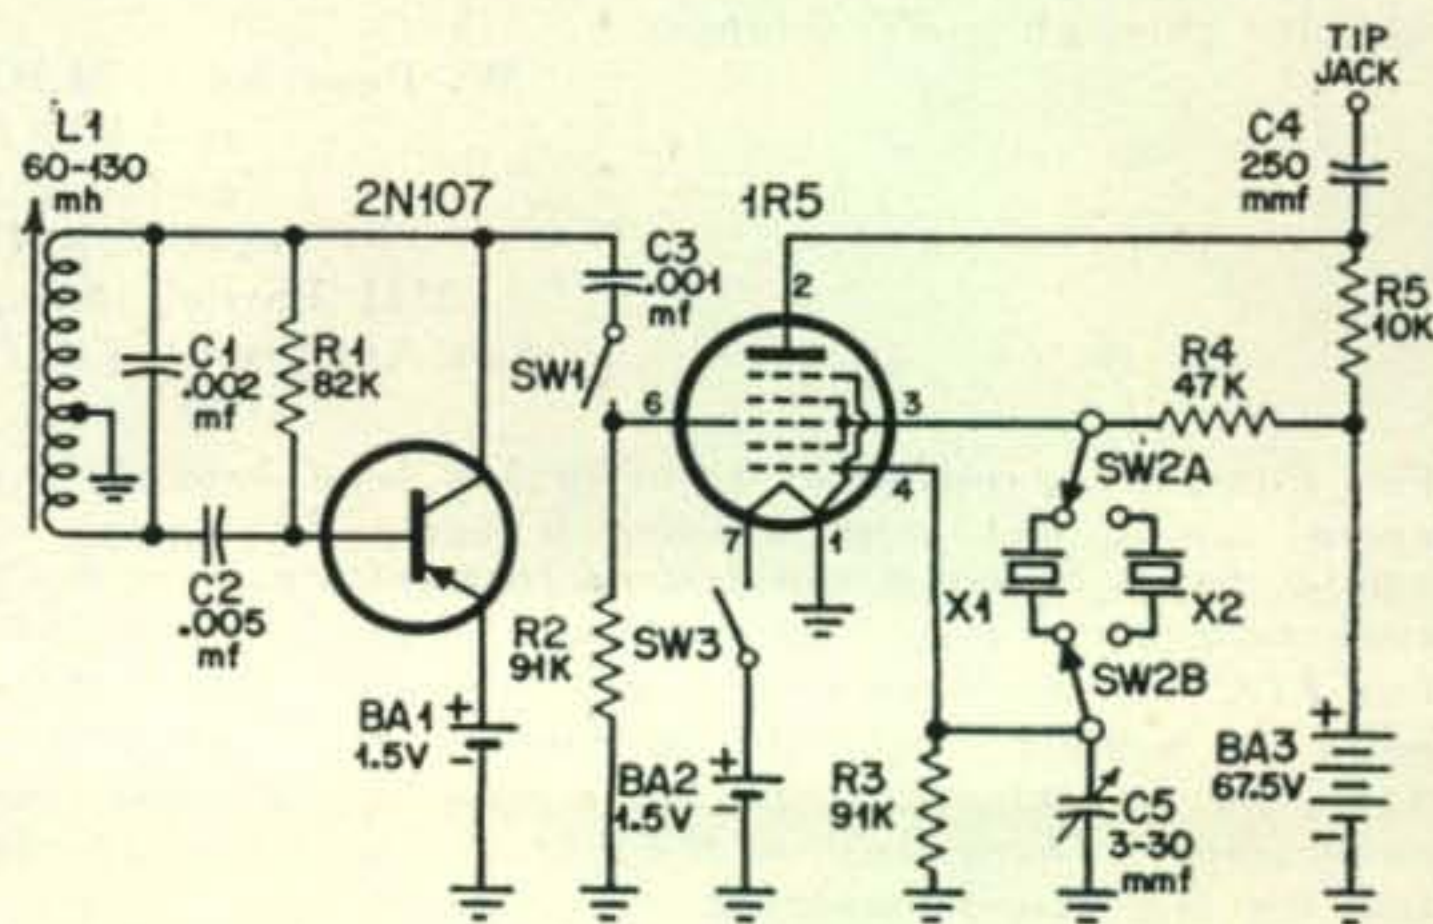 TIP
JACK
L1
60-130
mh
2N107
1R5
C4
250
mmf
C3
.001
mf
2
R5
10K
C1
.002
mf
R1
82K
SW1
R4
47K
6
3
SW2A
4
7
1
C2
.005
mf
X1
X2
R2
91K
SW3
SW2B
BA1
1.5V
+
-
BA2
1.5V
+
-
R3
91K
C5
3-30
mmf
BA3
67.5V
+
-